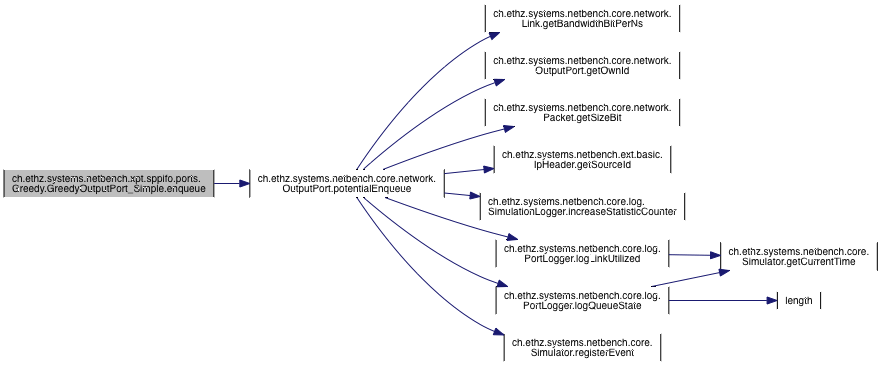 ch.ethz.systems.netbench.xpt.sppifo.ports.
Greedy.GreedyOutputPort_Simple.enqueue
ch.ethz.systems.netbench.core.network.
OutputPort.potentialEnqueue
ch.ethz.systems.netbench.core.network.
Link.getBandwidthBitPerNs
ch.ethz.systems.netbench.core.network.
OutputPort.getOwnId
ch.ethz.systems.netbench.core.network.
Packet.getSizeBit
ch.ethz.systems.netbench.ext.basic.
IpHeader.getSourceId
ch.ethz.systems.netbench.core.log.
SimulationLogger.increaseStatisticCounter
ch.ethz.systems.netbench.core.log.
PortLogger.logLinkUtilized
ch.ethz.systems.netbench.core.log.
PortLogger.logQueueState
ch.ethz.systems.netbench.core.
Simulator.registerEvent
ch.ethz.systems.netbench.core.
Simulator.getCurrentTime
length